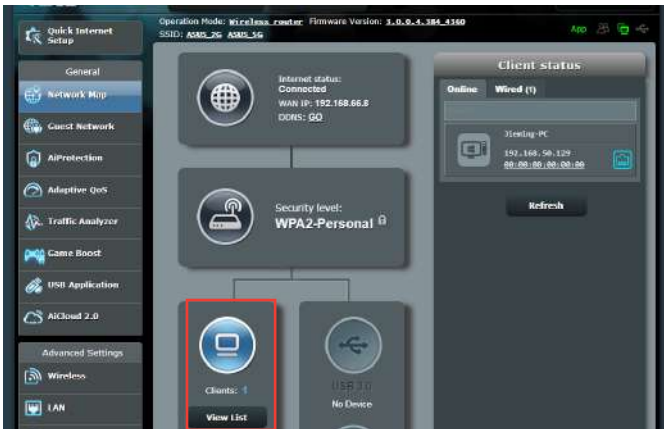 Quick Internet
Setup
Operation Mode: Wireless router Firmware Version: 3.0.0.4.384_4360
SSID: ASUS_2G ASUS_5G
App
General
Network Map
Guest Network
AiProtection
Adaptive QoS
Traffic Analyzer
Game Boost
USB Application
AiCloud 2.0
Advanced Settings
Wireless
LAN
Internet status:
Connected
WAN IP: 192.168.66.8
DDNS: GO
Security level:
WPA2-Personal
Clients: 1
View List
USB 3.0
No Device
Client status
Online Wired (1)
Jieming-PC
192.168.50.129
00:00:00:00:00:00
Refresh